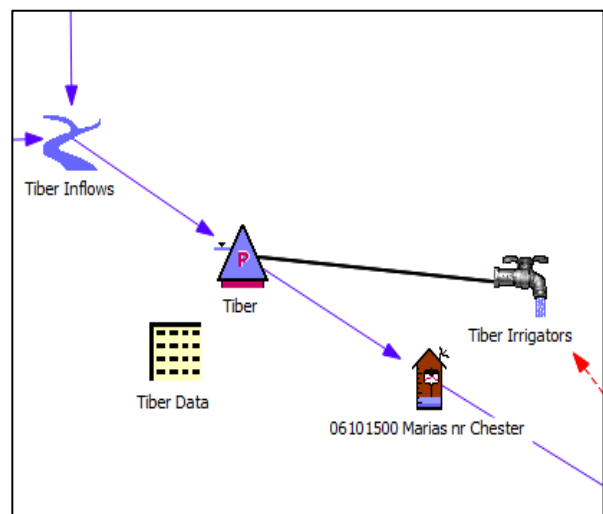 Tiber Inflows
P
Tiber
Tiber Irrigators
Tiber Data
06101500 Marias nr Chester